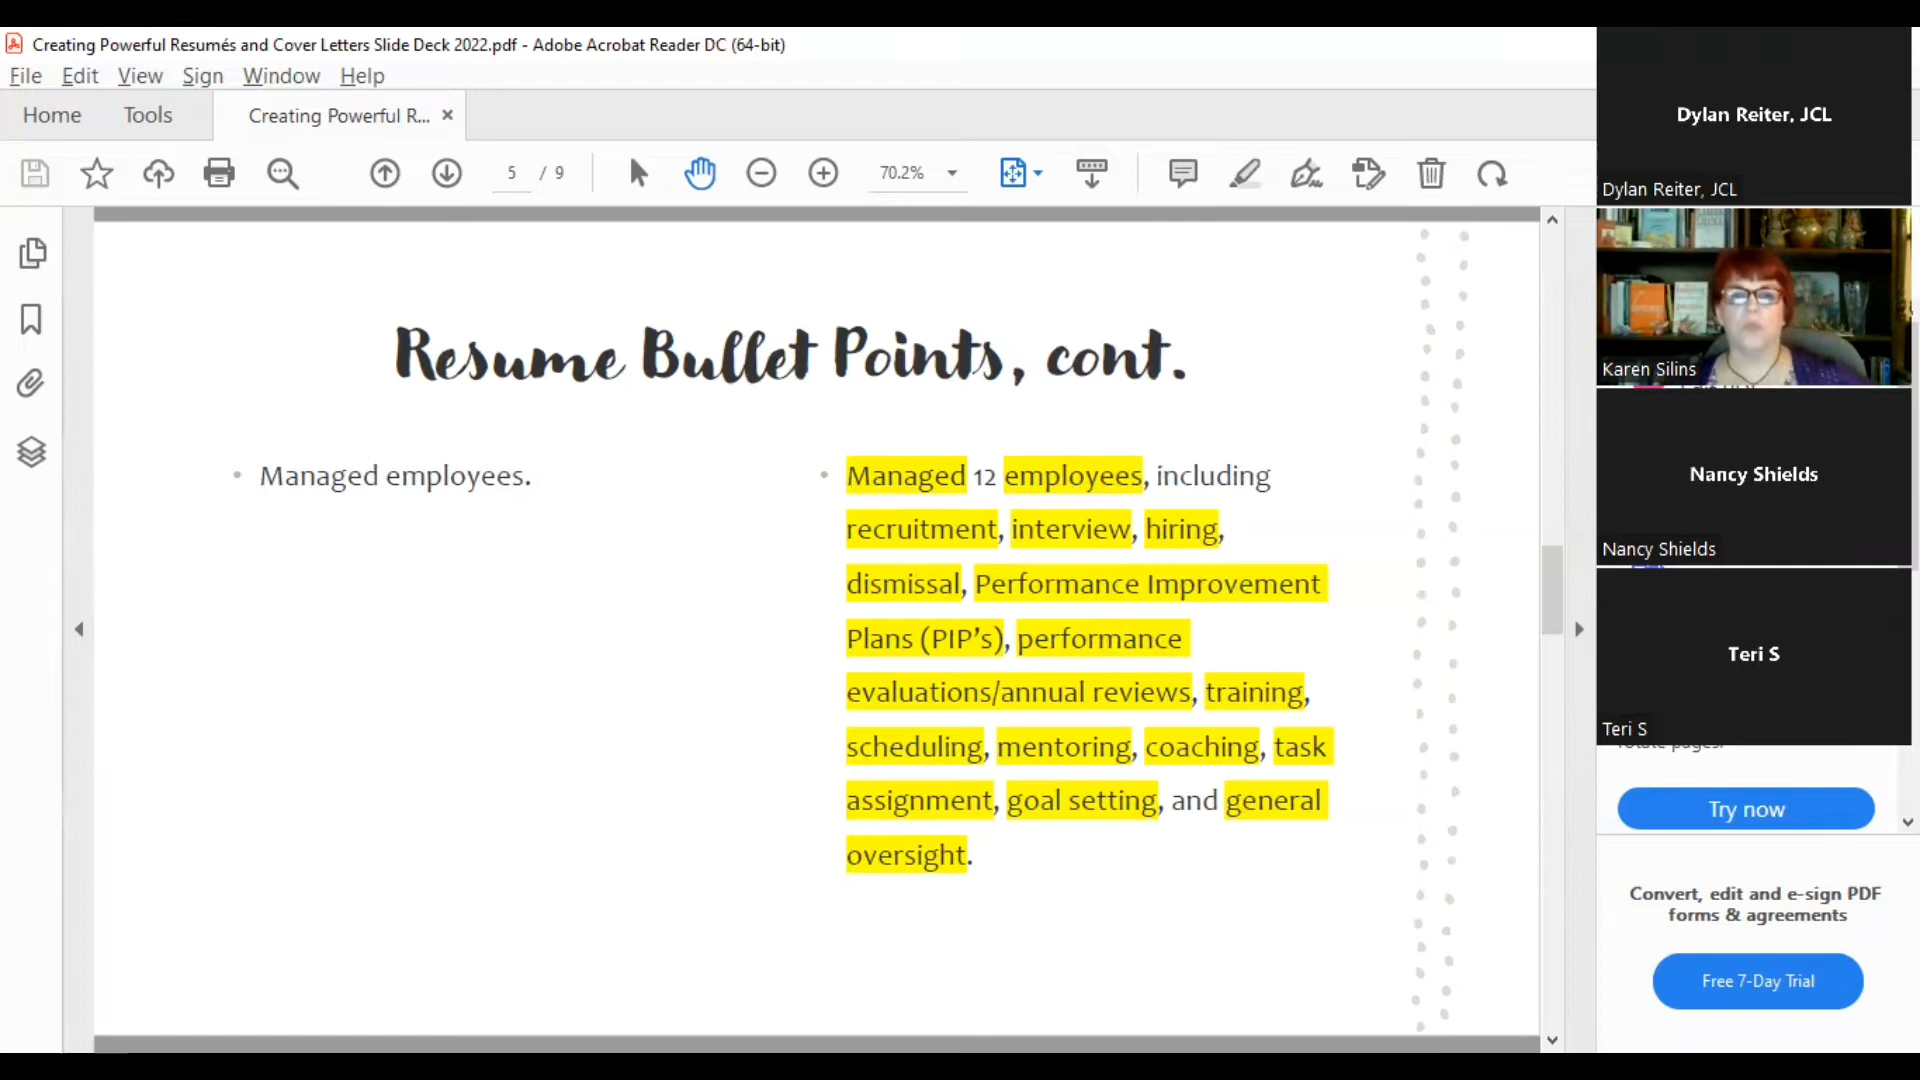 Creating Powerful Resumés and Cover Letters Slide Deck 2022.pdf - Adobe Acrobat Reader DC (64-bit)
File Edit View Sign Window Help
Home Tools Creating Powerful R... ×
5 / 9 70.2%
Resume Bullet Points, cont.
• Managed employees.
• Managed 12 employees, including
recruitment, interview, hiring,
dismissal, Performance Improvement
Plans (PIP’s), performance
evaluations/annual reviews, training,
scheduling, mentoring, coaching, task
assignment, goal setting, and general
oversight.
Dylan Reiter, JCL
Dylan Reiter, JCL
Karen Silins
Nancy Shields
Nancy Shields
Teri S
Teri S
Try now
Convert, edit and e-sign PDF
forms & agreements
Free 7-Day Trial